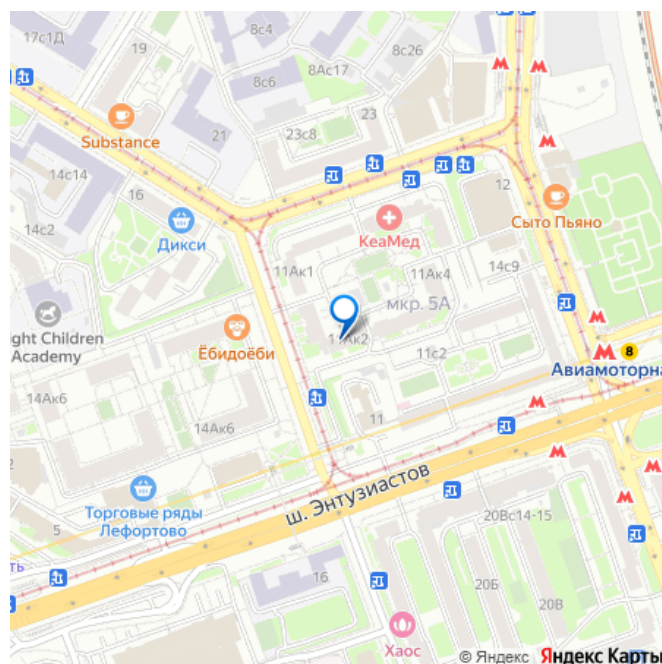 17с1Д
19
8с4
8с26
8Ас17
8с6
Substance
21
23
23с8
14с14
16
12
Сыто Пьяно
Дикси
КеаМед
14с2
11Ак1
11Ак4
14с9
мкр. 5А
ght Children
Academy
Ёбидоёби
11Ак2
11с2
8
Авиамоторна
14Ак6
14Ак6
11
ш. Энтузиастов
Торговые ряды
Лефортово
5
20Вс14-15
ть
16
20Б
20В
Хаос
© Яндекс Яндекс Карты